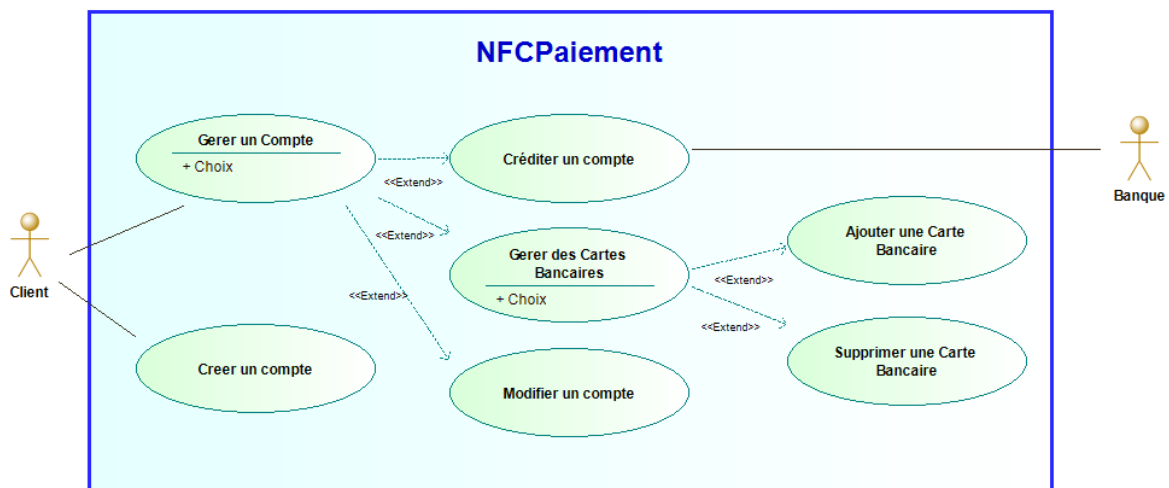 NFCPaiement
Gerer un Compte
+ Choix
Créditer un compte
<<Extend>>
Banque
<<Extend>>
Ajouter une Carte
Bancaire
Gerer des Cartes
Bancaires
+ Choix
<<Extend>>
Client
<<Extend>>
<<Extend>>
Creer un compte
Modifier un compte
Supprimer une Carte
Bancaire